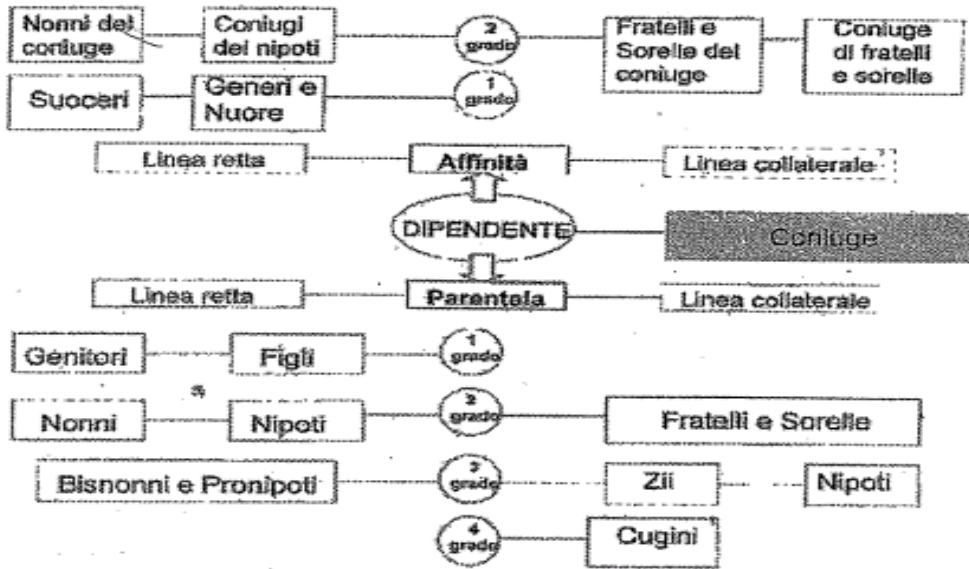 Nonni del
coniuge
Coniugi
dei nipoti
2
grado
Fratelli e
Sorelle del
coniuge
Coniuge
di fratelli
e sorelle
Suoceri
Generi e
Nuore
1
grado
Linea retta
Affinità
Linea collaterale
DIPENDENTE
Coniuge
Linea retta
Parentela
Linea collaterale
Genitori
Figli
1
grado
Nonni
Nipoti
2
grado
Fratelli e Sorelle
Bisnonni e Pronipoti
3
grado
Zii
Nipoti
4
grado
Cugini